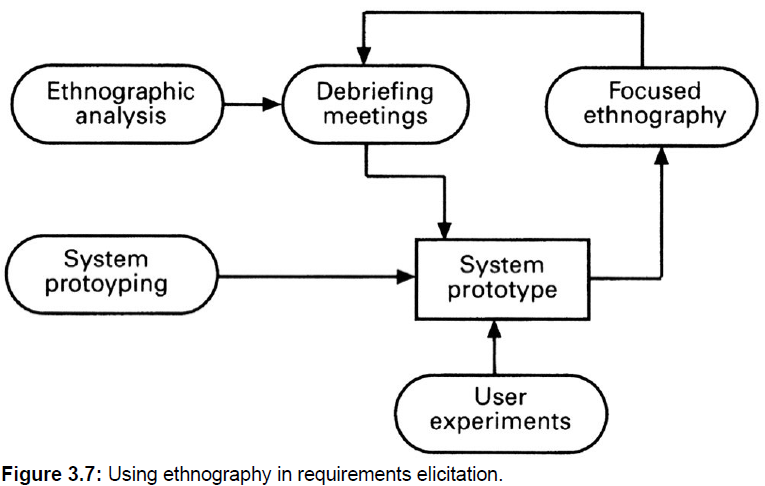 Ethnographic
analysis
Debriefing
meetings
Focused
ethnography
System
protoyping
System
prototype
User
experiments
Figure 3.7: Using ethnography in requirements elicitation.